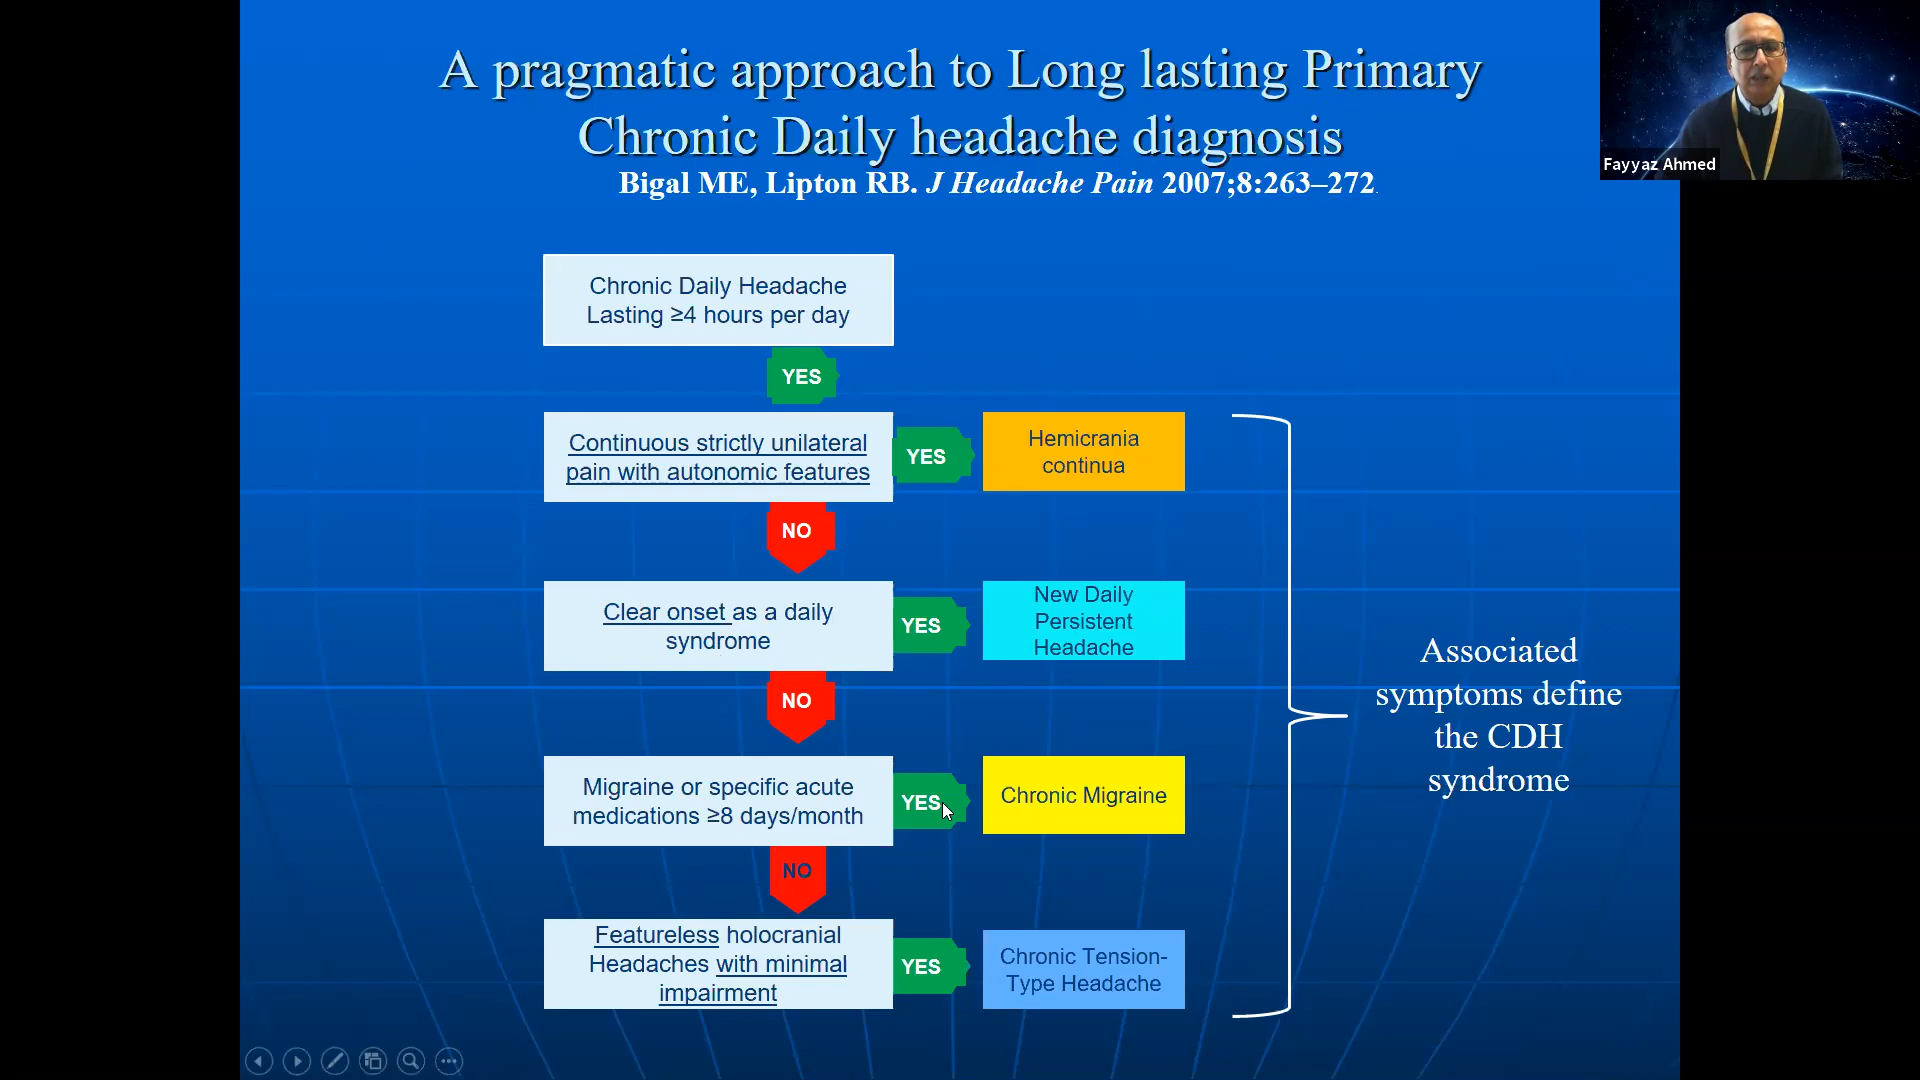 A pragmatic approach to Long lasting Primary
Chronic Daily headache diagnosis
Bigal ME, Lipton RB. J Headache Pain 2007;8:263–272.
Fayyaz Ahmed
Chronic Daily Headache
Lasting ≥4 hours per day
YES
Continuous strictly unilateral
pain with autonomic features
YES
Hemicrania
continua
NO
Clear onset as a daily
syndrome
YES
New Daily
Persistent
Headache
NO
Migraine or specific acute
medications ≥8 days/month
YES
Chronic Migraine
NO
Featureless holocranial
Headaches with minimal
impairment
YES
Chronic Tension-
Type Headache
Associated
symptoms define
the CDH
syndrome